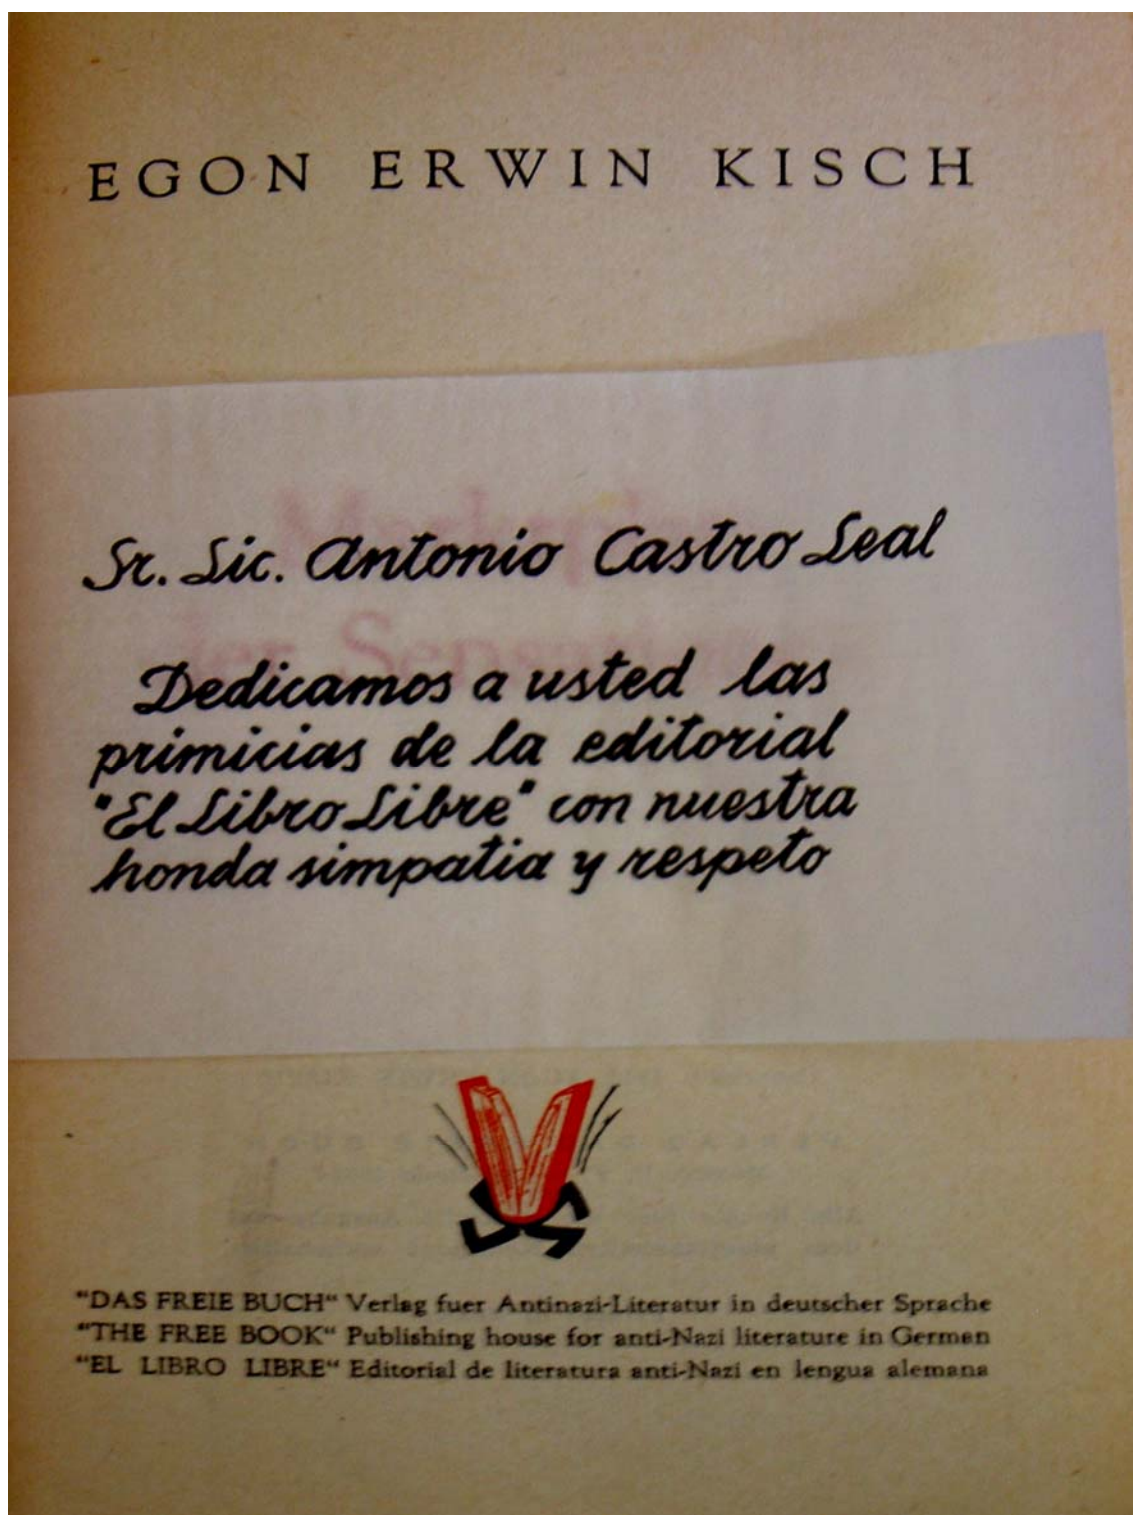 EGON ERWIN KISCH
Sr. Lic. Antonio Castro Leal
Dedicamos a usted las
primicias de la editorial
"El Libro Libre" con nuestra
honda simpatia y respeto
"DAS FREIE BUCH" Verlag fuer Antinazi-Literatur in deutscher Sprache
"THE FREE BOOK" Publishing house for anti-Nazi literature in German
"EL LIBRO LIBRE" Editorial de literatura anti-Nazi en lengua alemana